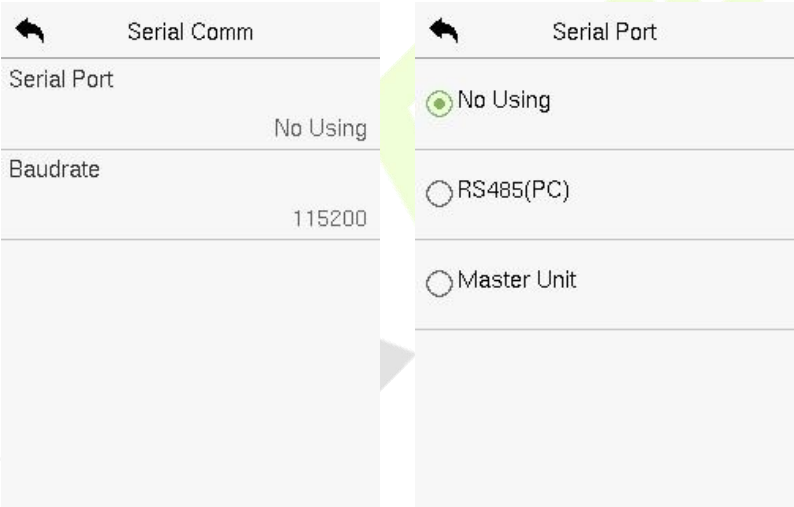 Serial Comm
Serial Port
No Using
Baudrate
115200
Serial Port
No Using
RS485(PC)
Master Unit